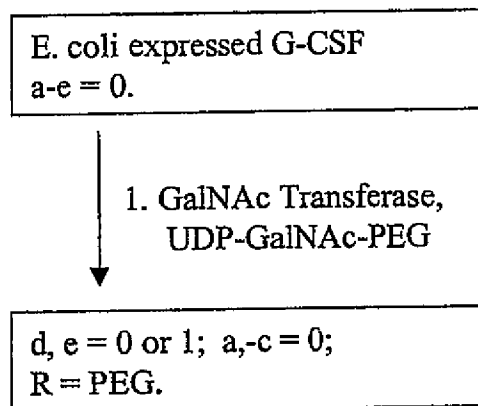 E. coli expressed G-CSF
a-e = 0.
1. GalNAc Transferase,
UDP-GalNAc-PEG
d, e = 0 or 1; a,-c = 0;
R = PEG.